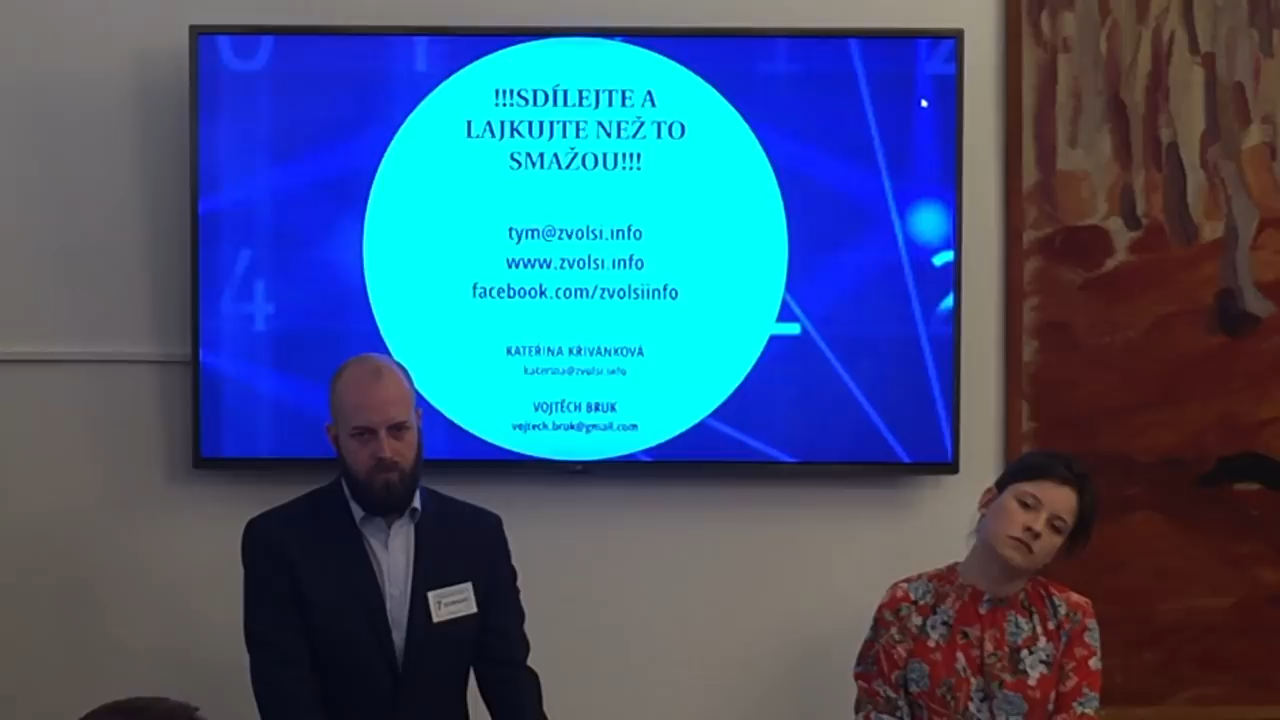 !!!SDÍLEJTE A
LAJKUJTE NEŽ TO
SMAŽOU!!!
tym@zvolsi.info
www.zvolsi.info
facebook.com/zvolsiinfo
KATEŘINA KŘIVÁNKOVÁ
katerina@zvolsi.info
VOJTĚCH BRUK
vojtech.bruk@gmail.com
4